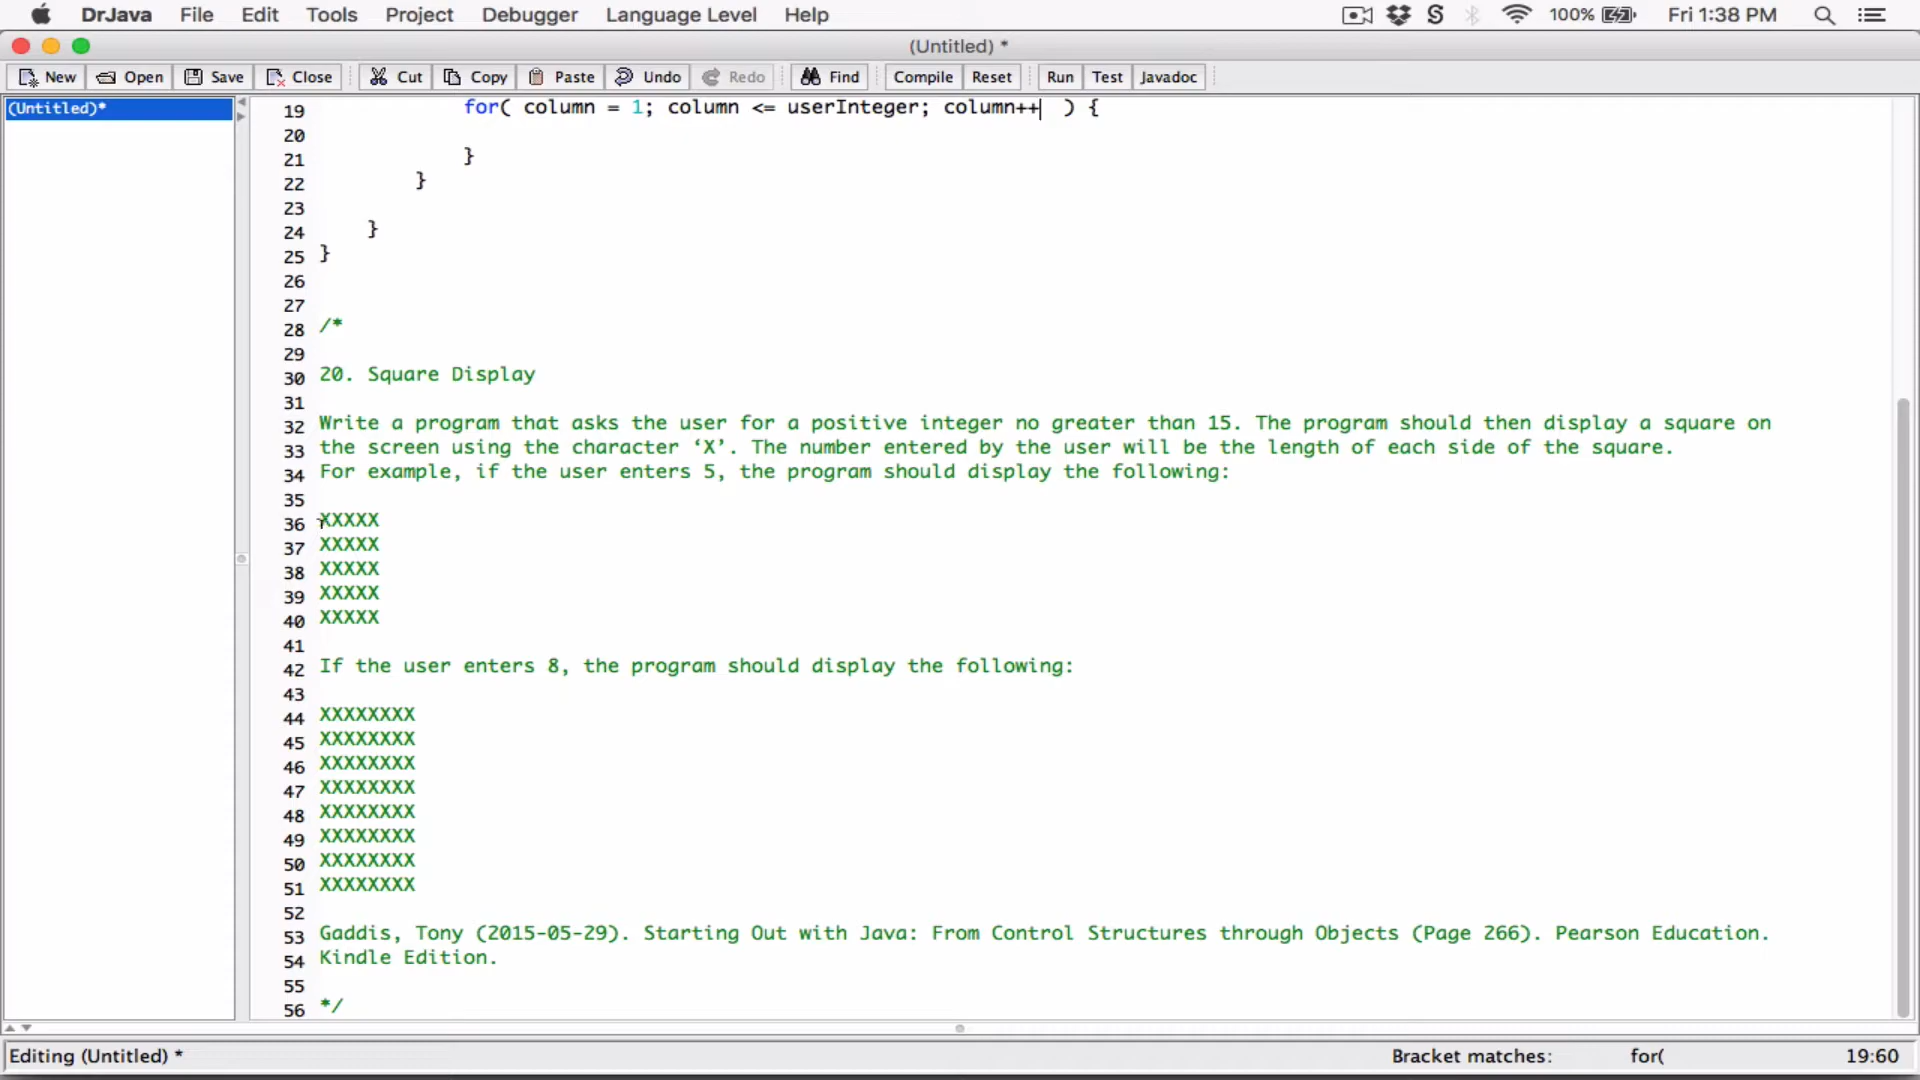 DrJava File Edit Tools Project Debugger Language Level Help 100% Fri 1:38 PM
(Untitled) *
New Open Save Close Cut Copy Paste Undo Redo Find Compile Reset Run Test Javadoc
(Untitled)*
19 for( column = 1; column <= userInteger; column++ ) {
20
21 }
22 }
23
24 }
25 }
26
27
28 /*
29
30 20. Square Display
31
32 Write a program that asks the user for a positive integer no greater than 15. The program should then display a square on
33 the screen using the character ‘X’. The number entered by the user will be the length of each side of the square.
34 For example, if the user enters 5, the program should display the following:
35
36 XXXXX
37 XXXXX
38 XXXXX
39 XXXXX
40 XXXXX
41
42 If the user enters 8, the program should display the following:
43
44 XXXXXXXX
45 XXXXXXXX
46 XXXXXXXX
47 XXXXXXXX
48 XXXXXXXX
49 XXXXXXXX
50 XXXXXXXX
51 XXXXXXXX
52
53 Gaddis, Tony (2015-05-29). Starting Out with Java: From Control Structures through Objects (Page 266). Pearson Education.
54 Kindle Edition.
55
56 */
Editing (Untitled) * Bracket matches: for( 19:60